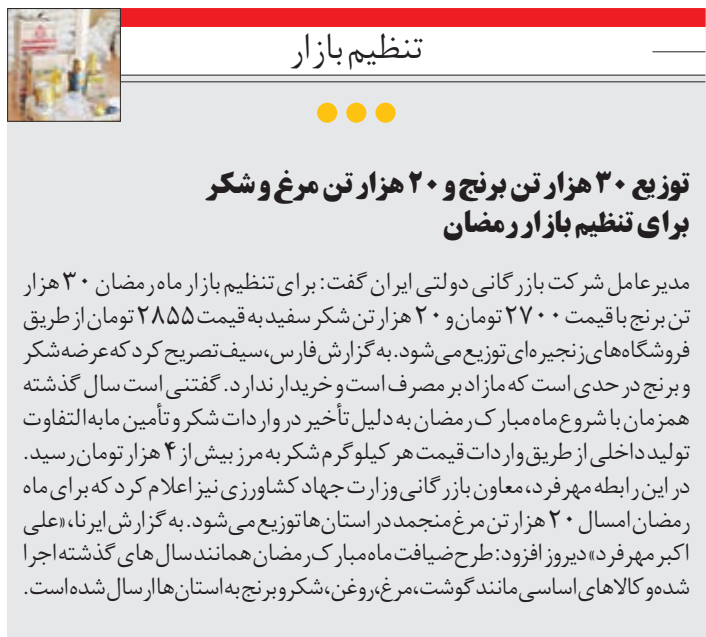 تنظیم بازار
توزیع ۳۰ هزار تن برنج و ۲۰ هزار تن مرغ و شکر
برای تنظیم بازار رمضان
مدیرعامل شرکت بازرگانی دولتی ایران گفت: برای تنظیم بازار ماه رمضان ۳۰ هزار
تن برنج با قیمت ۲۷۰۰ تومان و ۲۰ هزار تن شکر سفید به قیمت ۲۸۵۵ تومان از طریق
فروشگاه‌های زنجیره‌ای توزیع می‌شود. به گزارش فارس، سیف تصریح کرد که عرضه شکر
و برنج در حدی است که مازاد بر مصرف است و خریدار ندارد. گفتنی است سال گذشته
همزمان با شروع ماه مبارک رمضان به دلیل تأخیر در واردات شکر و تأمین مابه‌التفاوت
تولید داخلی از طریق واردات قیمت هر کیلوگرم شکر به مرز بیش از ۴ هزار تومان رسید.
در این رابطه مهرفرد، معاون بازرگانی وزارت جهاد کشاورزی نیز اعلام کرد که برای ماه
رمضان امسال ۲۰ هزار تن مرغ منجمد در استان‌ها توزیع می‌شود. به گزارش ایرنا، «علی
اکبر مهرفرد» دیروز افزود: طرح ضیافت ماه مبارک رمضان همانند سال‌های گذشته اجرا
شده و کالاهای اساسی مانند گوشت، مرغ، روغن، شکر و برنج به استان‌ها ارسال شده است.